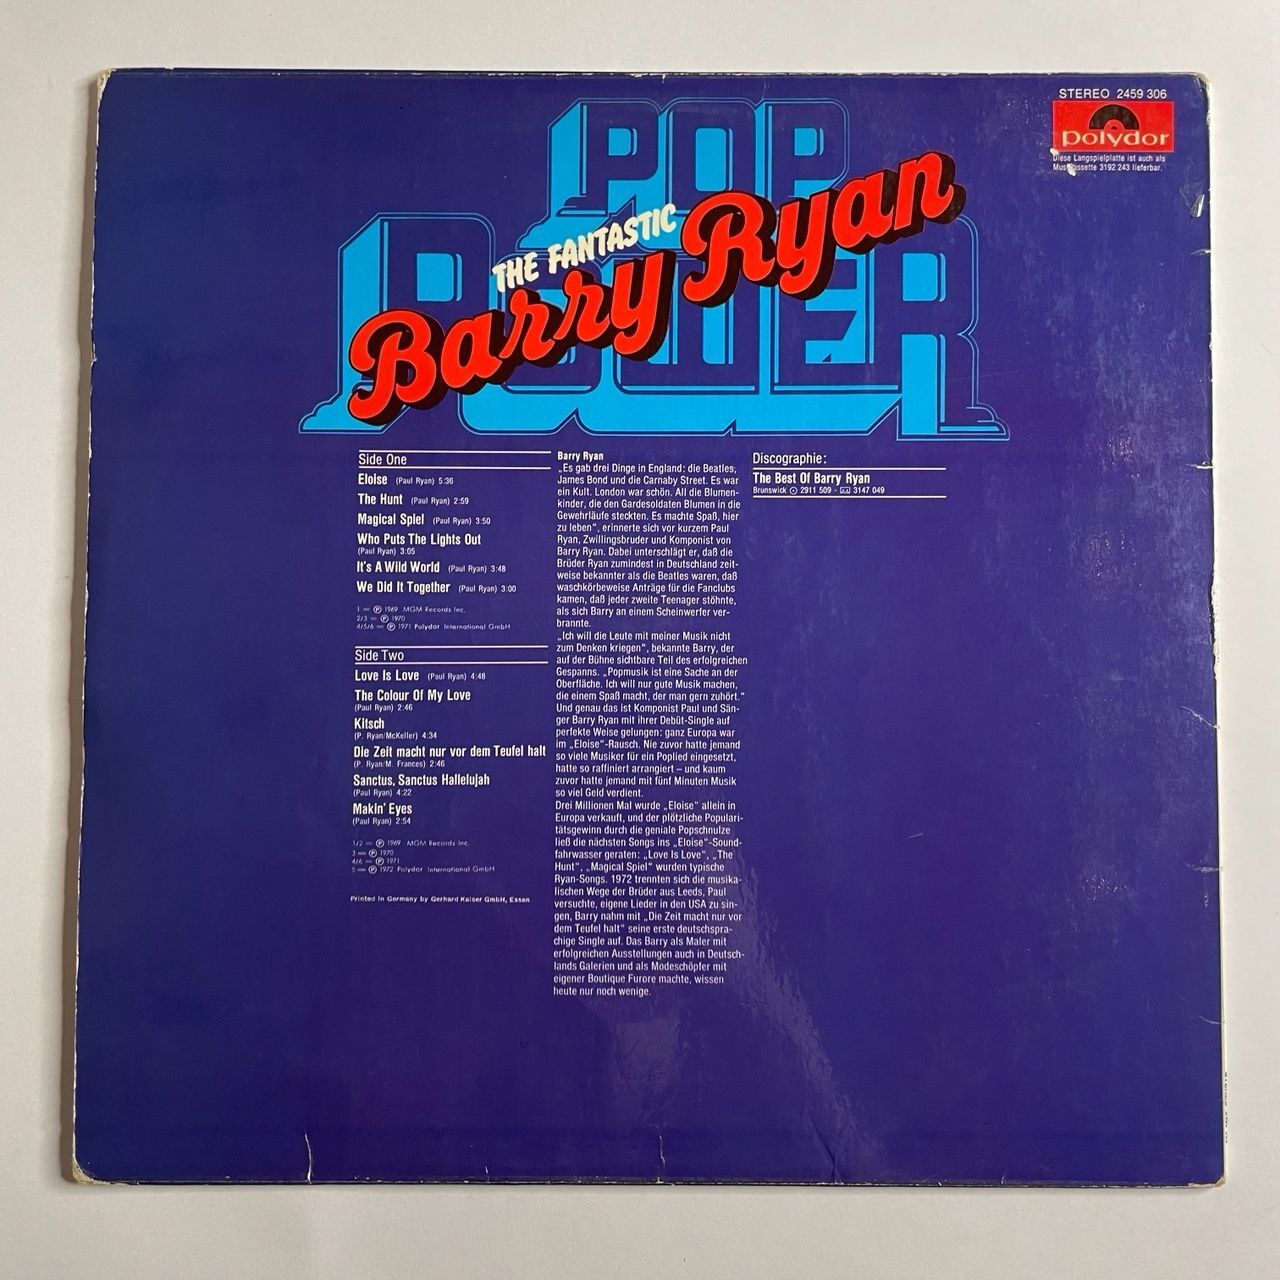 STEREO 2459 306
Polydor
Diese Langspielplatte ist auch als
Musicassette 3192 243 lieferbar.
POP
POWER
THE FANTASTIC
Barry Ryan
Side One
Eloise (Paul Ryan) 5:36
The Hunt (Paul Ryan) 2:59
Magical Spiel (Paul Ryan) 3:50
Who Puts The Lights Out
(Paul Ryan) 3:05
It's A Wild World (Paul Ryan) 3:48
We Did It Together (Paul Ryan) 3:00
1 = Ⓟ 1969 MGM Records Inc.
2/3 = Ⓟ 1970
4/5/6 = Ⓟ 1971 Polydor International GmbH
Side Two
Love Is Love (Paul Ryan) 4:48
The Colour Of My Love
(Paul Ryan) 2:46
Kitsch
(P. Ryan/McKeller) 4:34
Die Zeit macht nur vor dem Teufel halt
(P. Ryan/M. Frances) 2:46
Sanctus, Sanctus Hallelujah
(Paul Ryan) 4:22
Makin' Eyes
(Paul Ryan) 2:54
1/2 = Ⓟ 1969 MGM Records Inc.
3 = Ⓟ 1970
4/6 = Ⓟ 1971
5 = Ⓟ 1972 Polydor International GmbH
Printed in Germany by Gerhard Kaiser GmbH, Essen
Barry Ryan
„Es gab drei Dinge in England: die Beatles,
James Bond und die Carnaby Street. Es war
ein Kult. London war schön. All die Blumen-
kinder, die den Gardesoldaten Blumen in die
Gewehrläufe steckten. Es machte Spaß, hier
zu leben“, erinnerte sich vor kurzem Paul
Ryan, Zwillingsbruder und Komponist von
Barry Ryan. Dabei unterschlägt er, daß die
Brüder Ryan zumindest in Deutschland zeit-
weise bekannter als die Beatles waren, daß
waschkörbeweise Anträge für die Fanclubs
kamen, daß jeder zweite Teenager stöhnte,
als sich Barry an einem Scheinwerfer ver-
brannte.
„Ich will die Leute mit meiner Musik nicht
zum Denken kriegen“, bekannte Barry, der
auf der Bühne sichtbare Teil des erfolgreichen
Gespanns. „Popmusik ist eine Sache an der
Oberfläche. Ich will nur gute Musik machen,
die einem Spaß macht, der man gern zuhört.“
Und genau das ist Komponist Paul und Sän-
ger Barry Ryan mit ihrer Debüt-Single auf
perfekte Weise gelungen: ganz Europa war
im „Eloise“-Rausch. Nie zuvor hatte jemand
so viele Musiker für ein Poplied eingesetzt,
hatte so raffiniert arrangiert – und kaum
zuvor hatte jemand mit fünf Minuten Musik
so viel Geld verdient.
Drei Millionen Mal wurde „Eloise“ allein in
Europa verkauft, und der plötzliche Populari-
tätsgewinn durch die geniale Popschnulze
ließ die nächsten Songs ins „Eloise“-Sound-
fahrwasser geraten: „Love Is Love“, „The
Hunt“, „Magical Spiel“ wurden typische
Ryan-Songs. 1972 trennten sich die musika-
lischen Wege der Brüder aus Leeds, Paul
versuchte, eigene Lieder in den USA zu sin-
gen, Barry nahm mit „Die Zeit macht nur vor
dem Teufel halt“ seine erste deutschspra-
chige Single auf. Das Barry als Maler mit
erfolgreichen Ausstellungen auch in Deutsch-
lands Galerien und als Modeschöpfer mit
eigener Boutique Furore machte, wissen
heute nur noch wenige.
Discographie:
The Best Of Barry Ryan
Brunswick 2911 509 · 3147 049